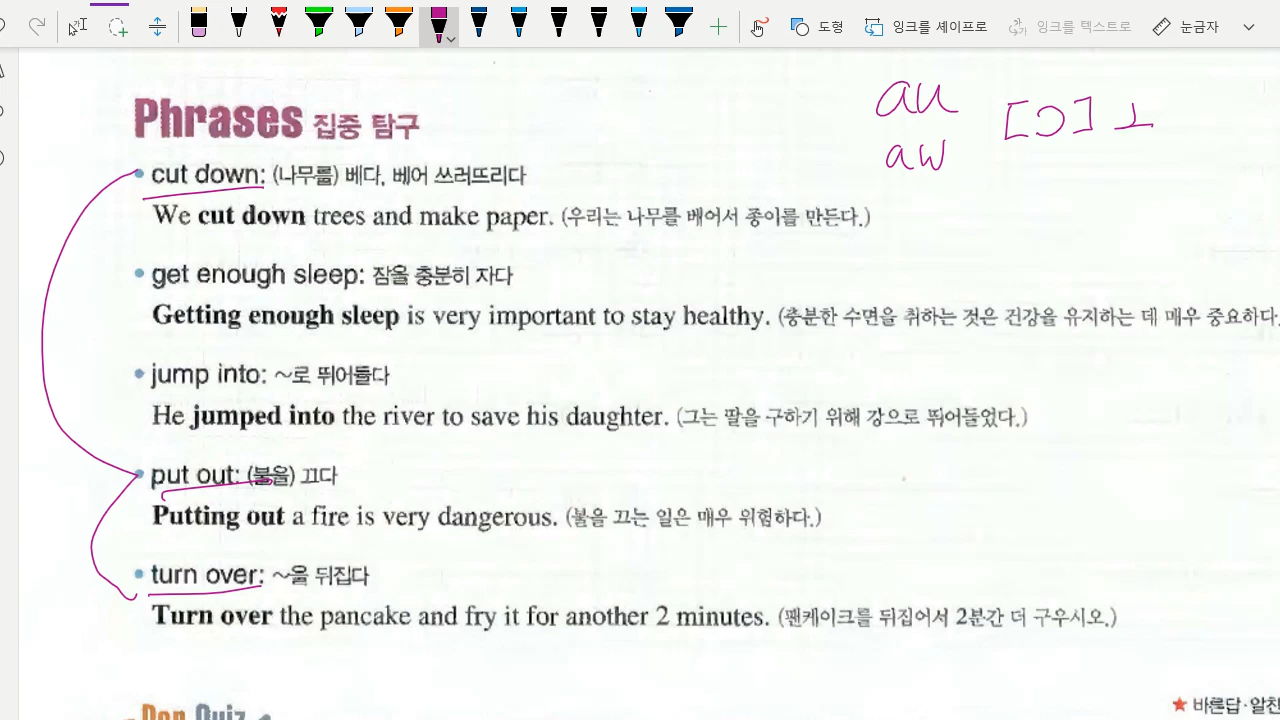 도형
잉크를 셰이프로
잉크를 텍스트로
눈금자
Phrases 집중 탐구
au
aw
[ɔ] ㅗ
cut down: (나무를) 베다, 베어 쓰러뜨리다
We cut down trees and make paper. (우리는 나무를 베어서 종이를 만든다.)
get enough sleep: 잠을 충분히 자다
Getting enough sleep is very important to stay healthy. (충분한 수면을 취하는 것은 건강을 유지하는 데 매우 중요하다.
jump into: ~로 뛰어들다
He jumped into the river to save his daughter. (그는 딸을 구하기 위해 강으로 뛰어들었다.)
put out: (불을) 끄다
Putting out a fire is very dangerous. (불을 끄는 일은 매우 위험하다.)
turn over: ~을 뒤집다
Turn over the pancake and fry it for another 2 minutes. (팬케이크를 뒤집어서 2분간 더 구우시오.)
★ 바른답·알찬
Pop Quiz